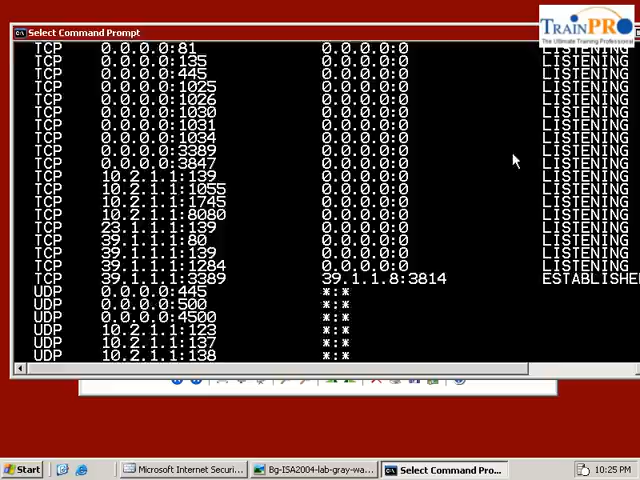 TrainPRO
The Ultimate Training Professional
Select Command Prompt
TCP 0.0.0.0:81 0.0.0.0:0 LISTENING
TCP 0.0.0.0:135 0.0.0.0:0 LISTENING
TCP 0.0.0.0:445 0.0.0.0:0 LISTENING
TCP 0.0.0.0:1025 0.0.0.0:0 LISTENING
TCP 0.0.0.0:1026 0.0.0.0:0 LISTENING
TCP 0.0.0.0:1030 0.0.0.0:0 LISTENING
TCP 0.0.0.0:1031 0.0.0.0:0 LISTENING
TCP 0.0.0.0:1034 0.0.0.0:0 LISTENING
TCP 0.0.0.0:3389 0.0.0.0:0 LISTENING
TCP 0.0.0.0:3847 0.0.0.0:0 LISTENING
TCP 10.2.1.1:139 0.0.0.0:0 LISTENING
TCP 10.2.1.1:1055 0.0.0.0:0 LISTENING
TCP 10.2.1.1:1745 0.0.0.0:0 LISTENING
TCP 10.2.1.1:8080 0.0.0.0:0 LISTENING
TCP 23.1.1.1:139 0.0.0.0:0 LISTENING
TCP 39.1.1.1:80 0.0.0.0:0 LISTENING
TCP 39.1.1.1:139 0.0.0.0:0 LISTENING
TCP 39.1.1.1:1284 0.0.0.0:0 LISTENING
TCP 39.1.1.1:3389 39.1.1.8:3814 ESTABLISHE
UDP 0.0.0.0:445 *:*
UDP 0.0.0.0:500 *:*
UDP 0.0.0.0:4500 *:*
UDP 10.2.1.1:123 *:*
UDP 10.2.1.1:137 *:*
UDP 10.2.1.1:138 *:*
Start Microsoft Internet Securi... Bg-ISA2004-lab-gray-wa... Select Command Pro... 10:25 PM